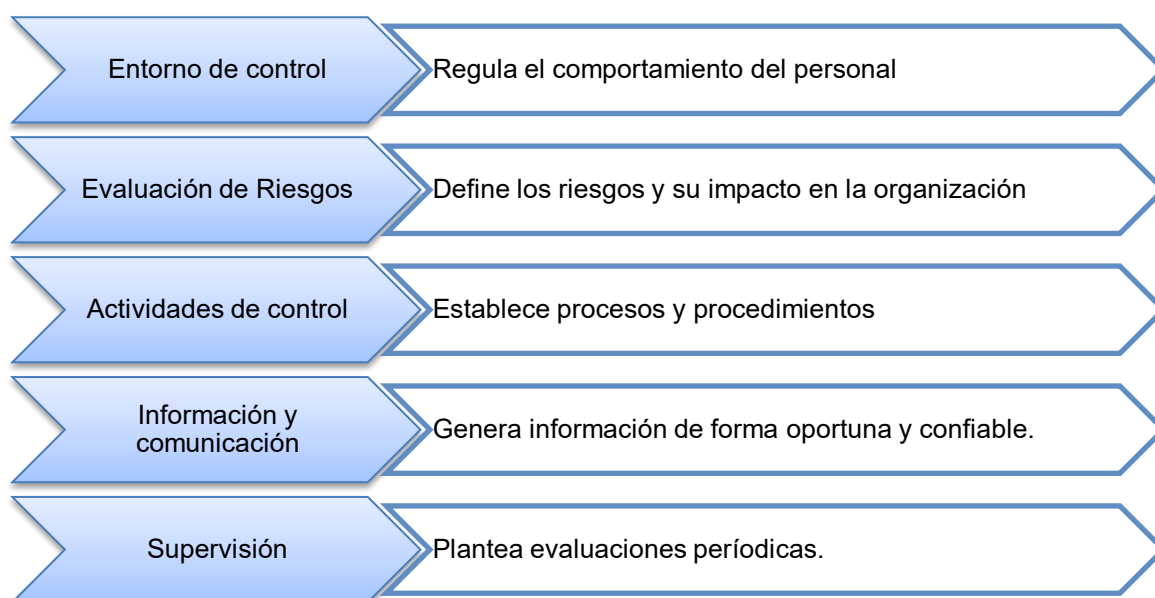 Entorno de control
Regula el comportamiento del personal
Evaluación de Riesgos
Define los riesgos y su impacto en la organización
Actividades de control
Establece procesos y procedimientos
Información y
comunicación
Genera información de forma oportuna y confiable.
Supervisión
Plantea evaluaciones períodicas.